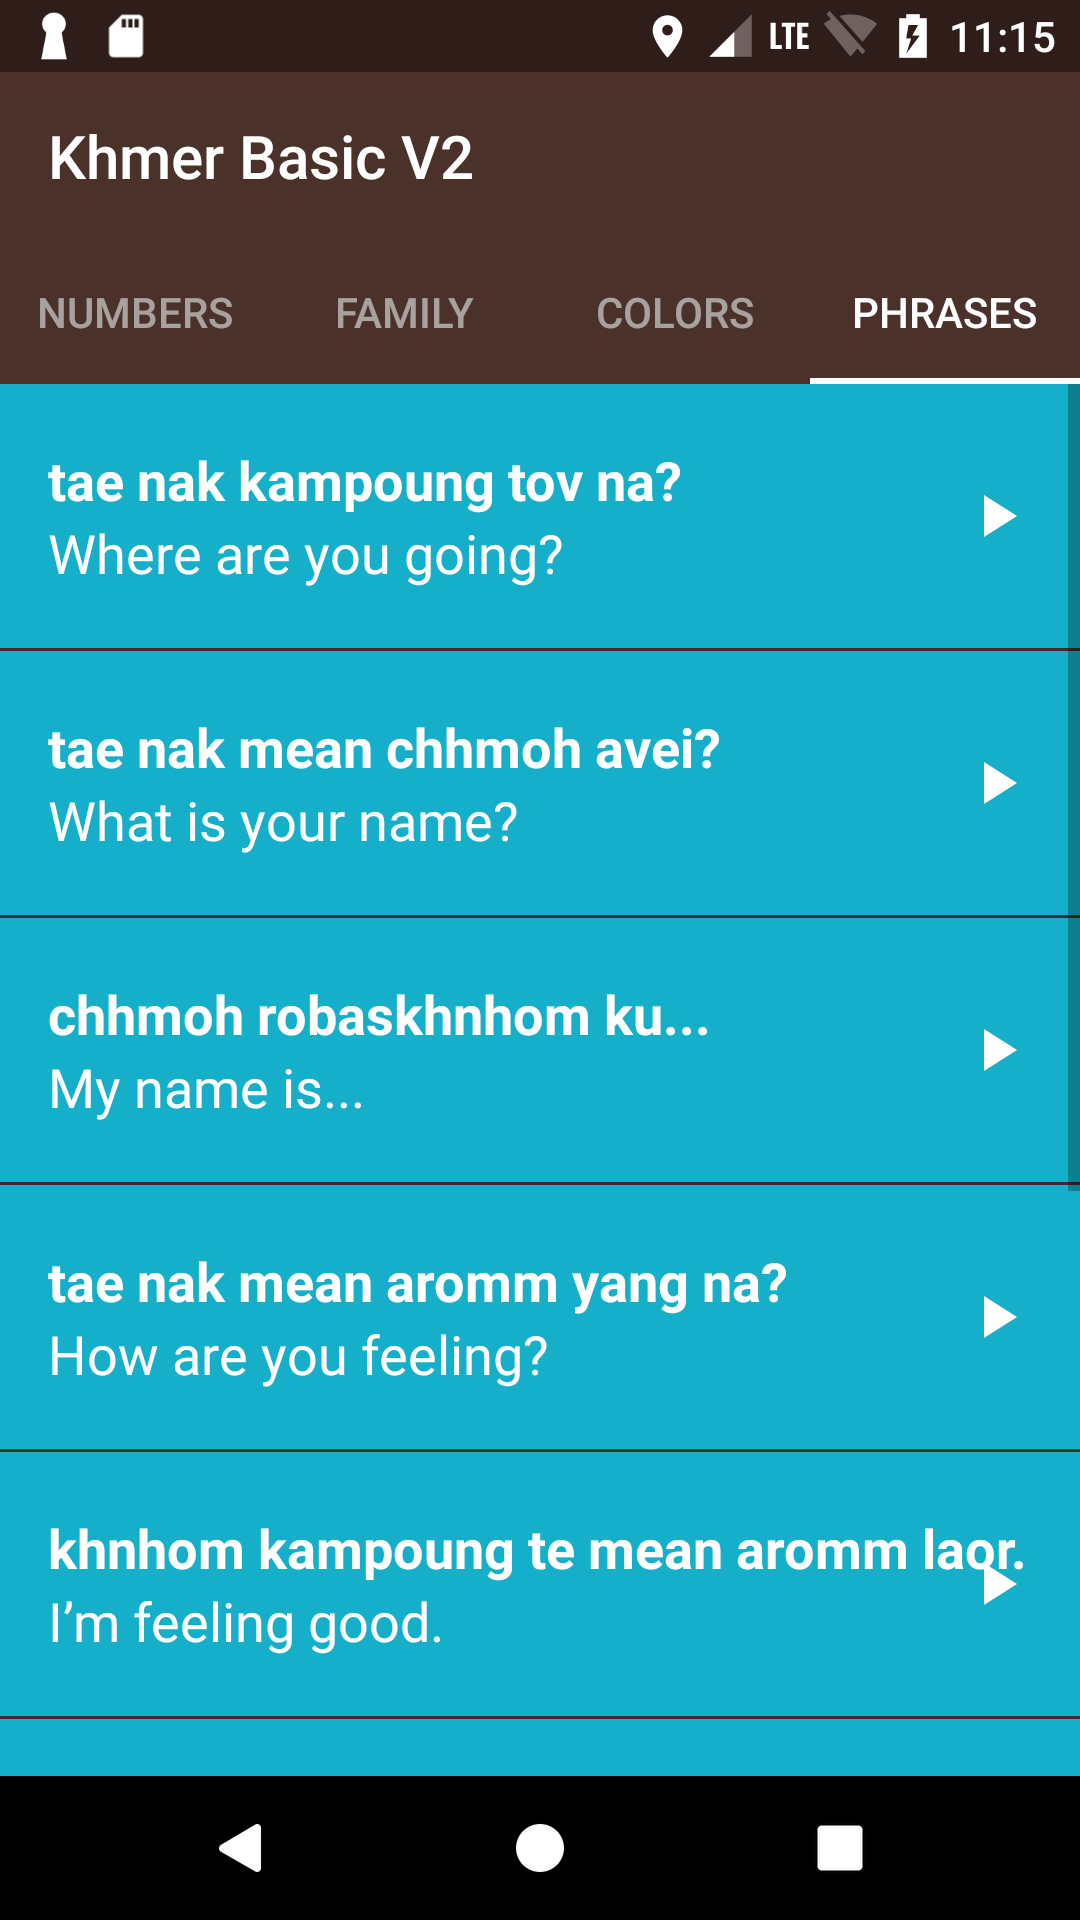 LTE 11:15
Khmer Basic V2
NUMBERS FAMILY COLORS PHRASES
tae nak kampoung tov na?
Where are you going?
tae nak mean chhmoh avei?
What is your name?
chhmoh robaskhnhom ku...
My name is...
tae nak mean aromm yang na?
How are you feeling?
khnhom kampoung te mean aromm laor.
I’m feeling good.